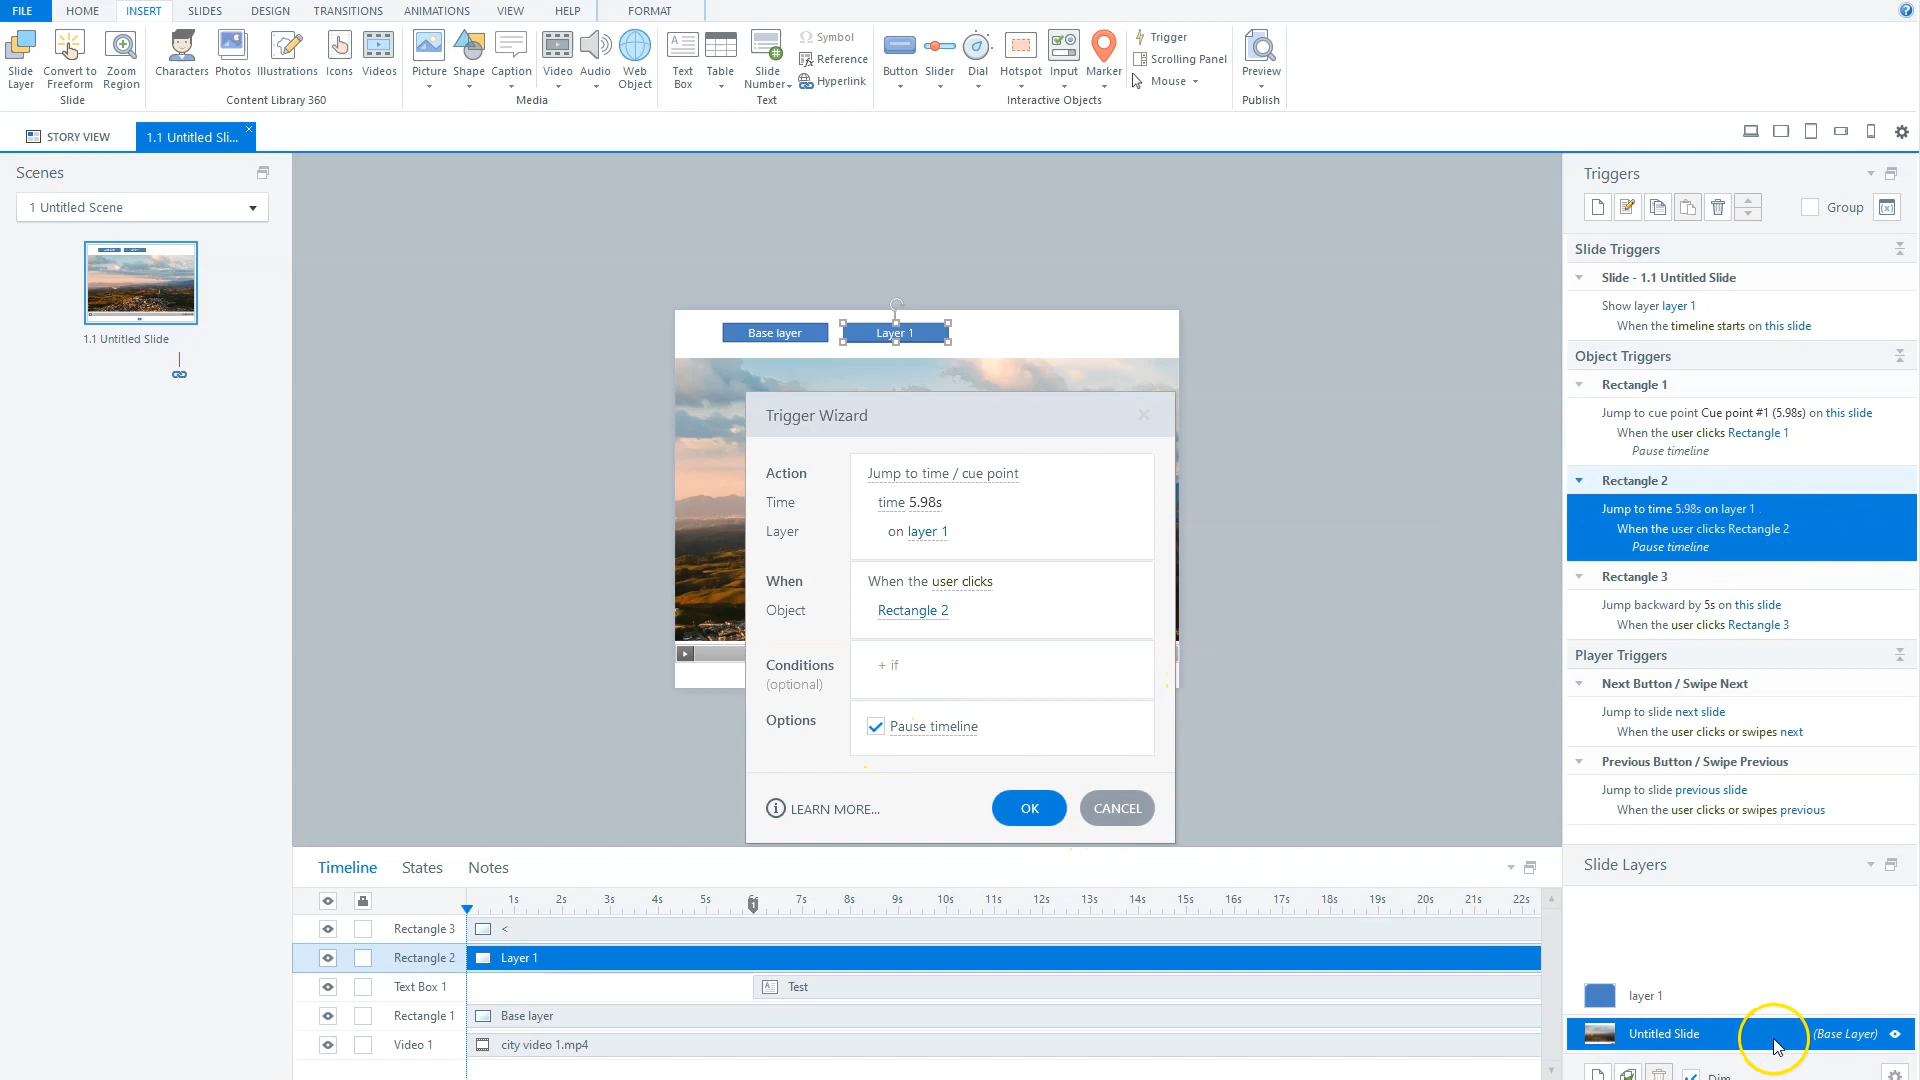 FILE HOME INSERT SLIDES DESIGN TRANSITIONS ANIMATIONS VIEW HELP FORMAT
Slide Layer
Convert to Freeform
Zoom Region
Slide
Characters
Photos
Illustrations
Icons
Videos
Content Library 360
Picture
Shape
Caption
Video
Audio
Web Object
Media
Text Box
Table
Slide Number
Symbol
Reference
Hyperlink
Text
Button
Slider
Dial
Hotspot
Input
Marker
Trigger
Scrolling Panel
Mouse
Interactive Objects
Preview
Publish
STORY VIEW
1.1 Untitled Sli...
Scenes
1 Untitled Scene
1.1 Untitled Slide
Base layer
Layer 1
Trigger Wizard
Action Jump to time / cue point
Time time 5.98s
Layer on layer 1
When When the user clicks
Object Rectangle 2
Conditions + if
(optional)
Options Pause timeline
LEARN MORE...
OK
CANCEL
Timeline States Notes
1s 2s 3s 4s 5s 6s 7s 8s 9s 10s 11s 12s 13s 14s 15s 16s 17s 18s 19s 20s 21s 22s
1
Rectangle 3 <
Rectangle 2 Layer 1
Text Box 1 Test
Rectangle 1 Base layer
Video 1 city video 1.mp4
Triggers
Group
Slide Triggers
Slide - 1.1 Untitled Slide
Show layer layer 1
When the timeline starts on this slide
Object Triggers
Rectangle 1
Jump to cue point Cue point #1 (5.98s) on this slide
When the user clicks Rectangle 1
Pause timeline
Rectangle 2
Jump to time 5.98s on layer 1
When the user clicks Rectangle 2
Pause timeline
Rectangle 3
Jump backward by 5s on this slide
When the user clicks Rectangle 3
Player Triggers
Next Button / Swipe Next
Jump to slide next slide
When the user clicks or swipes next
Previous Button / Swipe Previous
Jump to slide previous slide
When the user clicks or swipes previous
Slide Layers
layer 1
Untitled Slide (Base Layer)
Dim